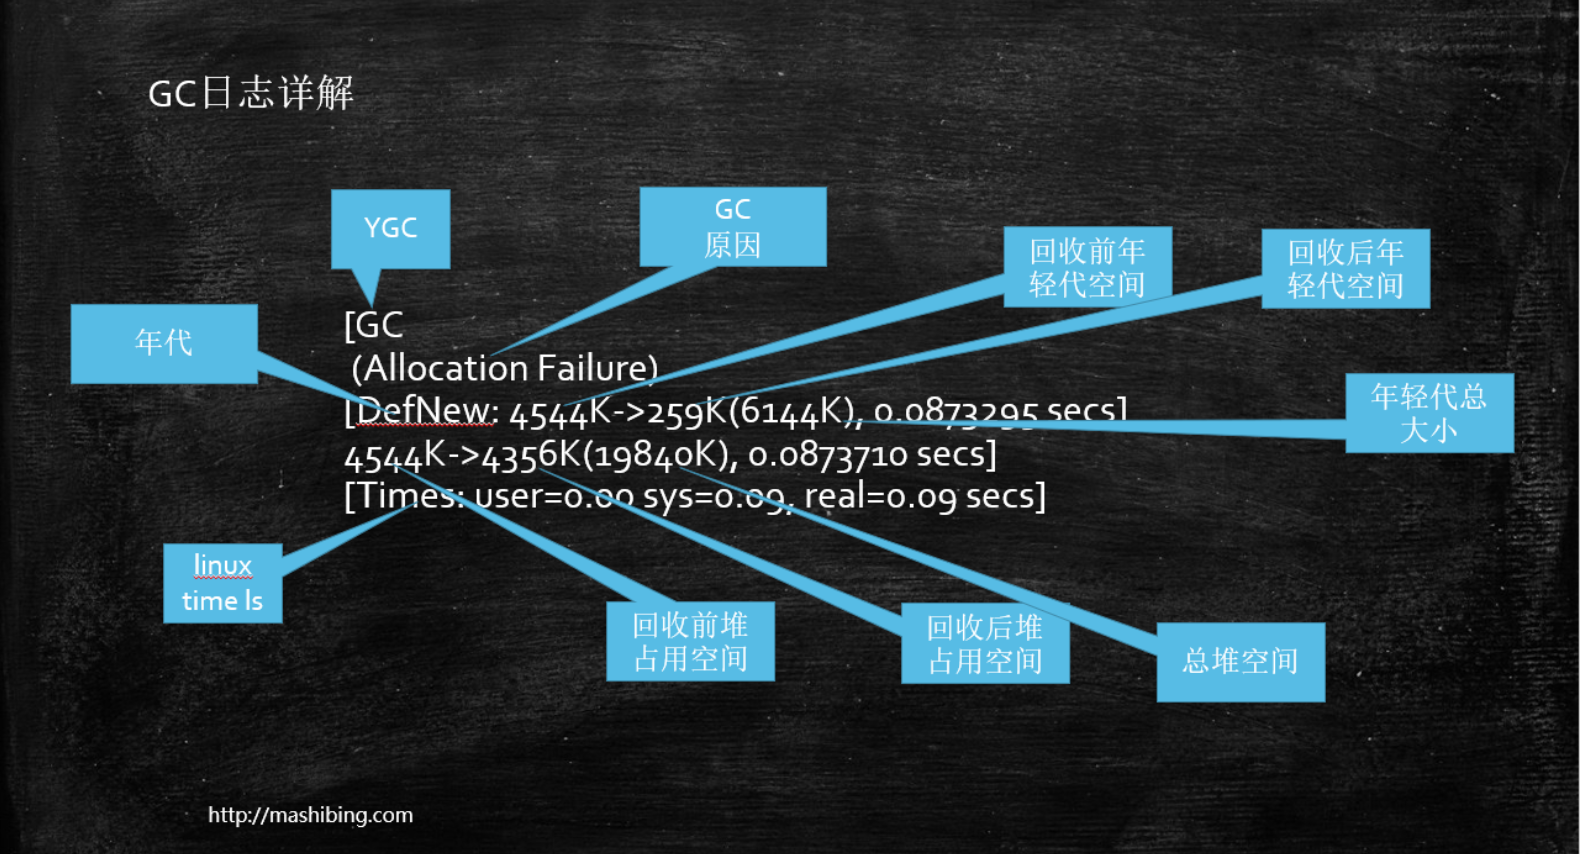 GC日志详解
YGC
GC
原因
回收前年
轻代空间
回收后年
轻代空间
年代
[GC
(Allocation Failure)
[DefNew: 4544K->259K(6144K), 0.0873295 secs]
4544K->4356K(19840K), 0.0873710 secs]
[Times: user=0.00 sys=0.09, real=0.09 secs]
年轻代总
大小
linux
time ls
回收前堆
占用空间
回收后堆
占用空间
总堆空间
http://mashibing.com